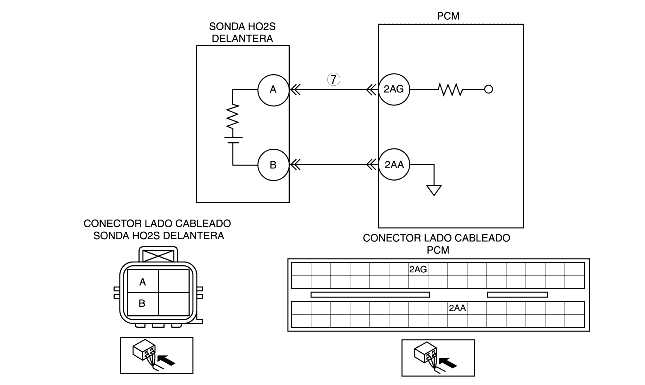 SONDA HO2S
DELANTERA
PCM
A
7
2AG
B
2AA
CONECTOR LADO CABLEADO
SONDA HO2S DELANTERA
A
B
CONECTOR LADO CABLEADO
PCM
2AG
2AA